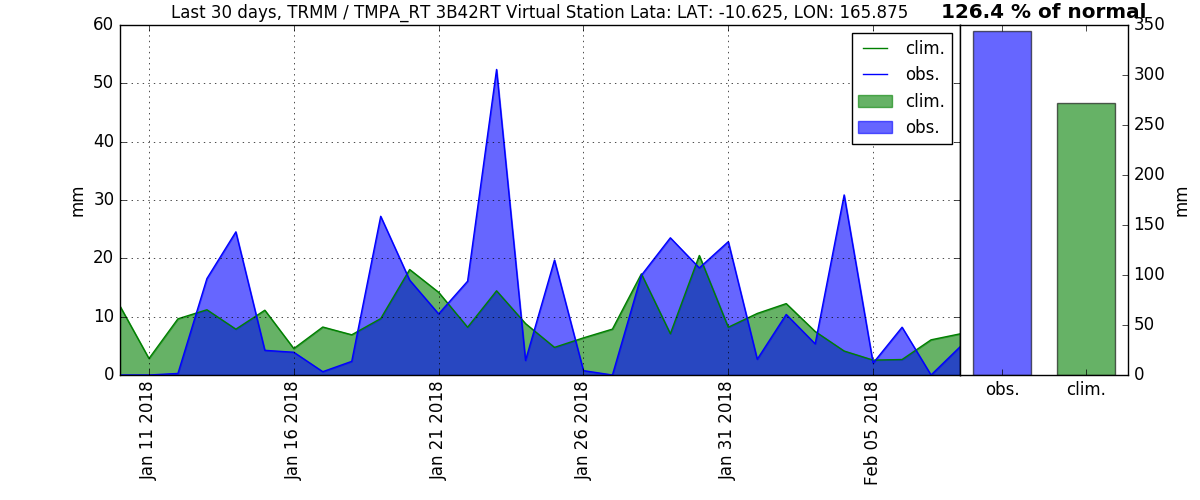 Last 30 days, TRMM / TMPA_RT 3B42RT Virtual Station Lata: LAT: -10.625, LON: 165.875
126.4 % of normal
60
50
40
30
20
10
0
mm
clim.
obs.
clim.
obs.
Jan 11 2018
Jan 16 2018
Jan 21 2018
Jan 26 2018
Jan 31 2018
Feb 05 2018
350
300
250
200
150
100
50
0
mm
obs.
clim.